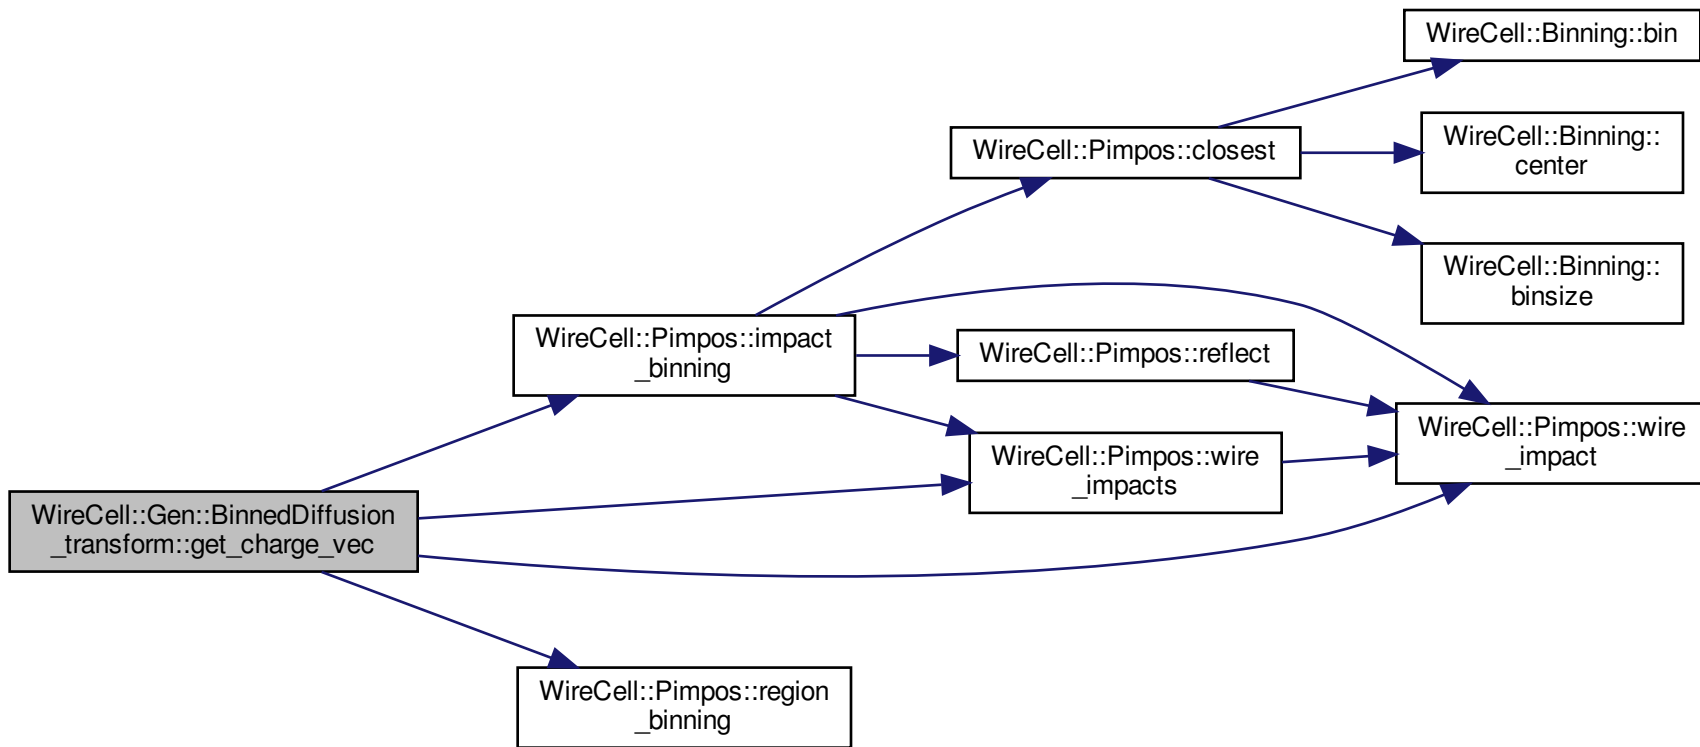 WireCell::Gen::BinnedDiffusion
_transform::get_charge_vec
WireCell::Pimpos::impact
_binning
WireCell::Pimpos::closest
WireCell::Binning::bin
WireCell::Binning::
center
WireCell::Binning::
binsize
WireCell::Pimpos::reflect
WireCell::Pimpos::wire
_impacts
WireCell::Pimpos::wire
_impact
WireCell::Pimpos::region
_binning